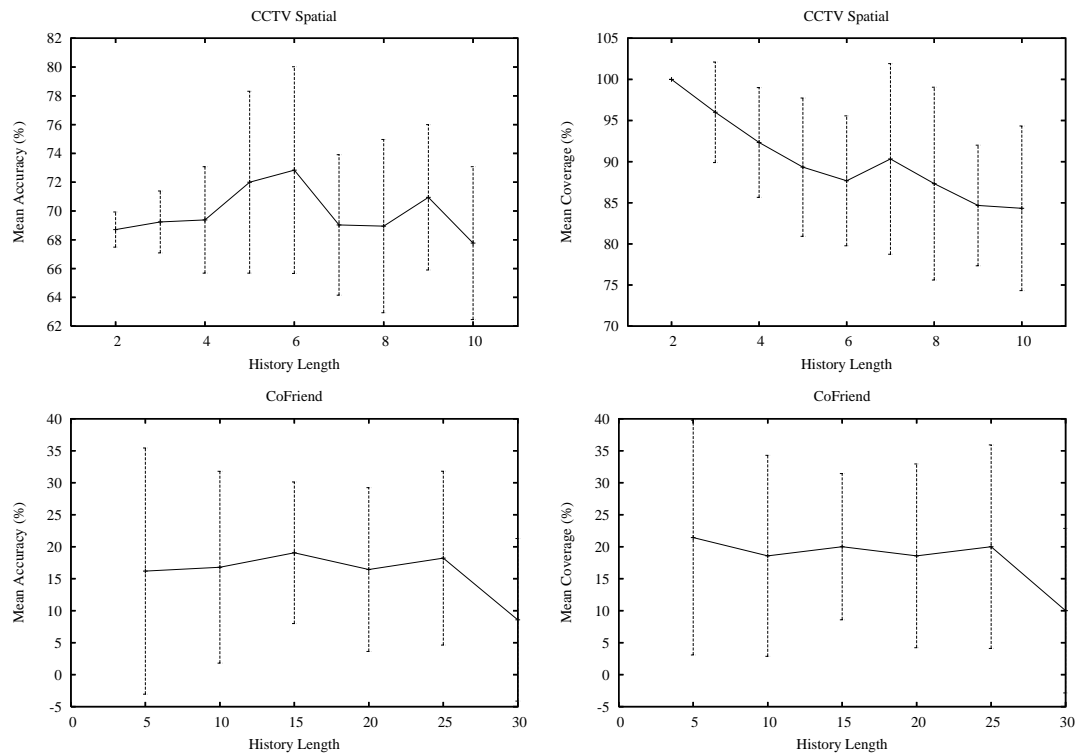 CCTV Spatial
82
80
78
76
74
72
70
68
66
64
62
Mean Accuracy (%)
2 4 6 8 10
History Length
CCTV Spatial
105
100
95
90
85
80
75
70
Mean Coverage (%)
2 4 6 8 10
History Length
CoFriend
40
35
30
25
20
15
10
5
0
-5
Mean Accuracy (%)
0 5 10 15 20 25 30
History Length
CoFriend
40
35
30
25
20
15
10
5
0
-5
Mean Coverage (%)
0 5 10 15 20 25 30
History Length